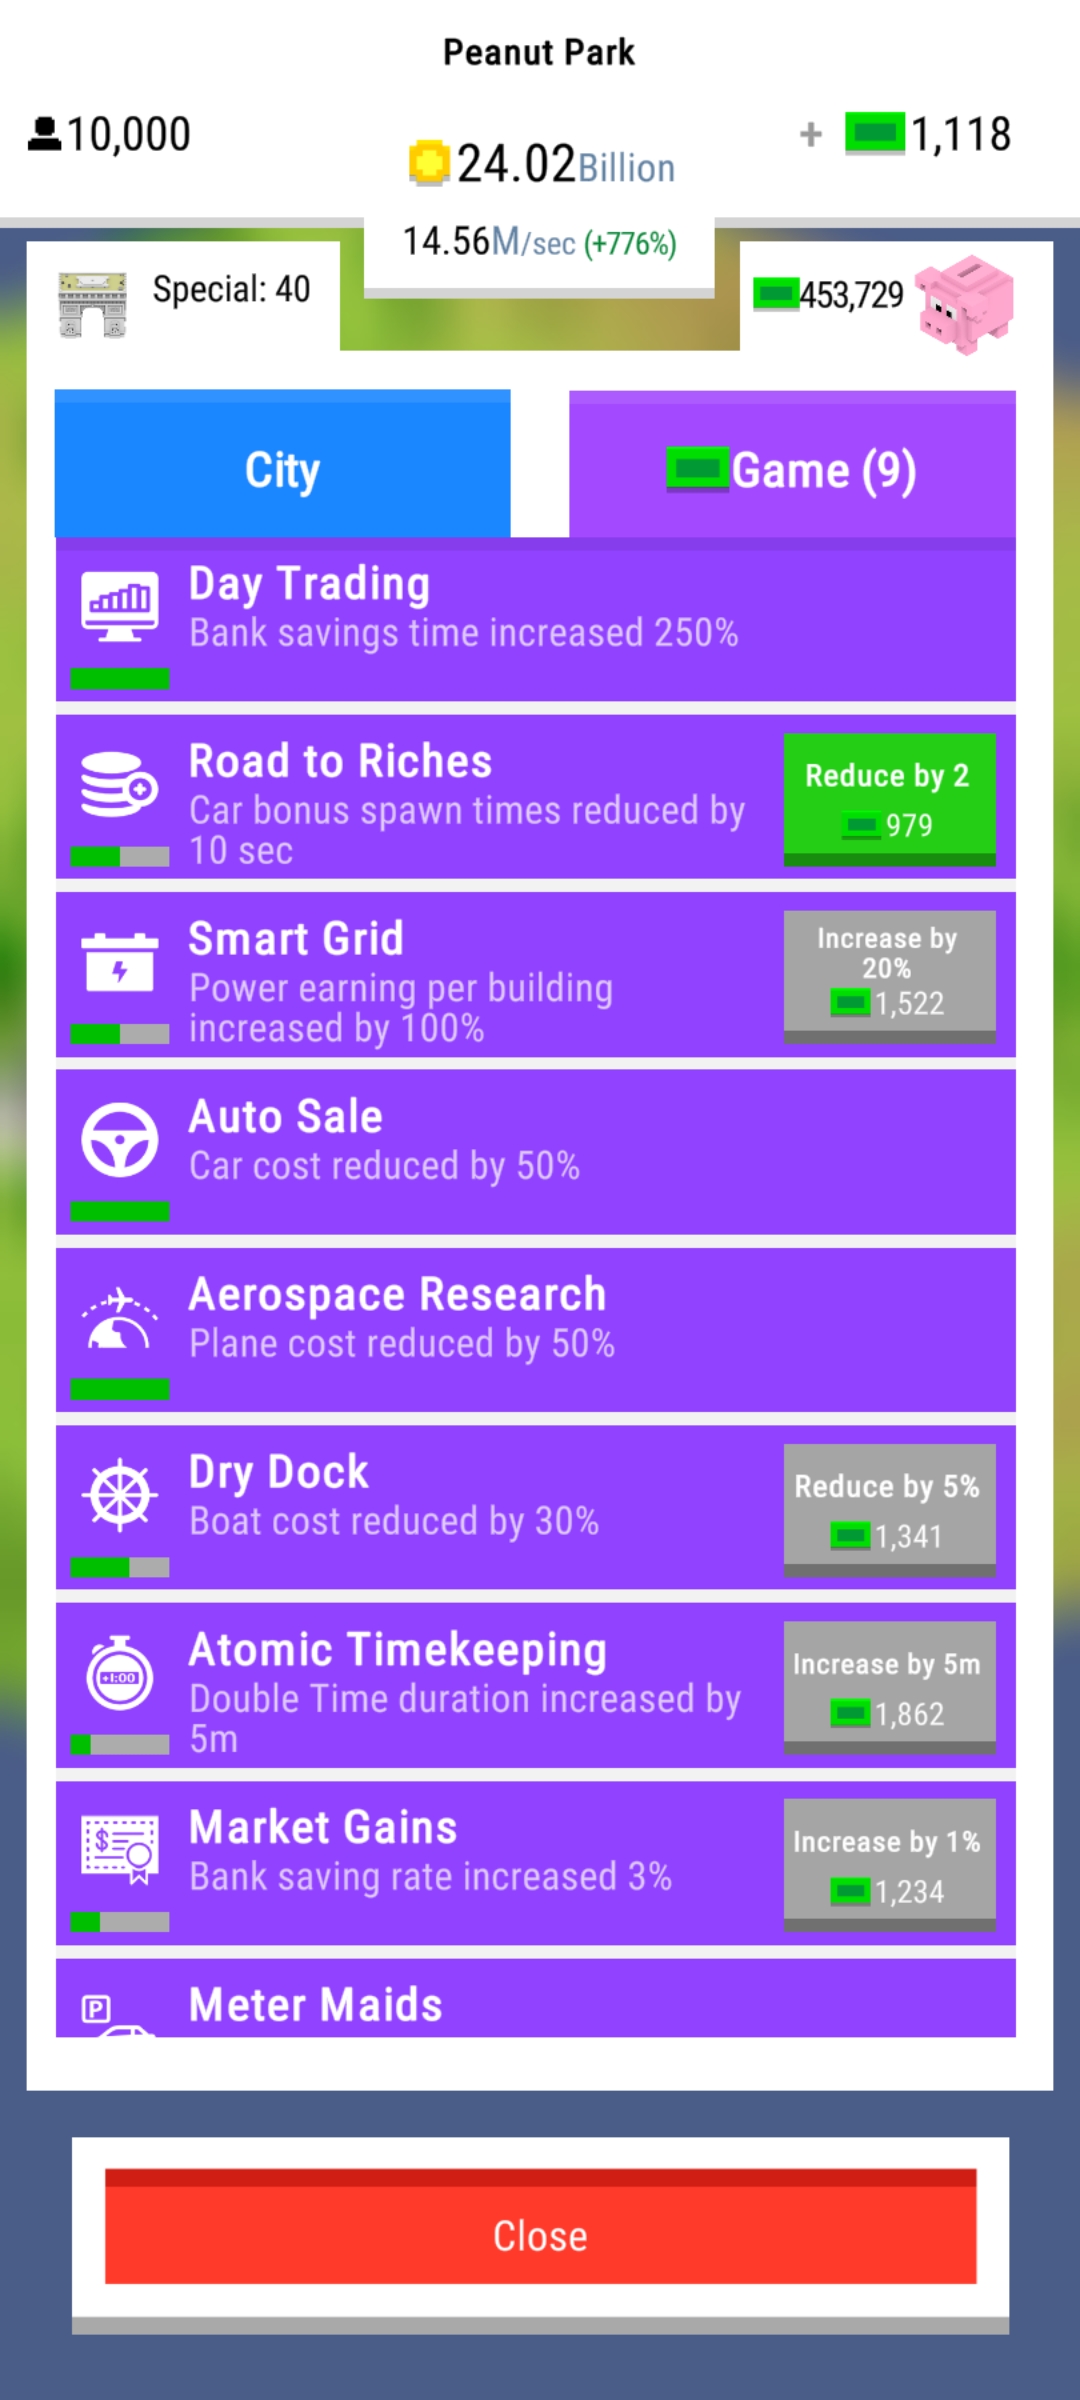 Peanut Park
10,000
24.02Billion
+ 1,118
14.56M/sec (+776%)
Special: 40
453,729
City
Game (9)
Day Trading
Bank savings time increased 250%
Road to Riches
Car bonus spawn times reduced by
10 sec
Reduce by 2
979
Smart Grid
Power earning per building
increased by 100%
Increase by
20%
1,522
Auto Sale
Car cost reduced by 50%
Aerospace Research
Plane cost reduced by 50%
Dry Dock
Boat cost reduced by 30%
Reduce by 5%
1,341
+1:00
Atomic Timekeeping
Double Time duration increased by
5m
Increase by 5m
1,862
$
Market Gains
Bank saving rate increased 3%
Increase by 1%
1,234
P
Meter Maids
Close